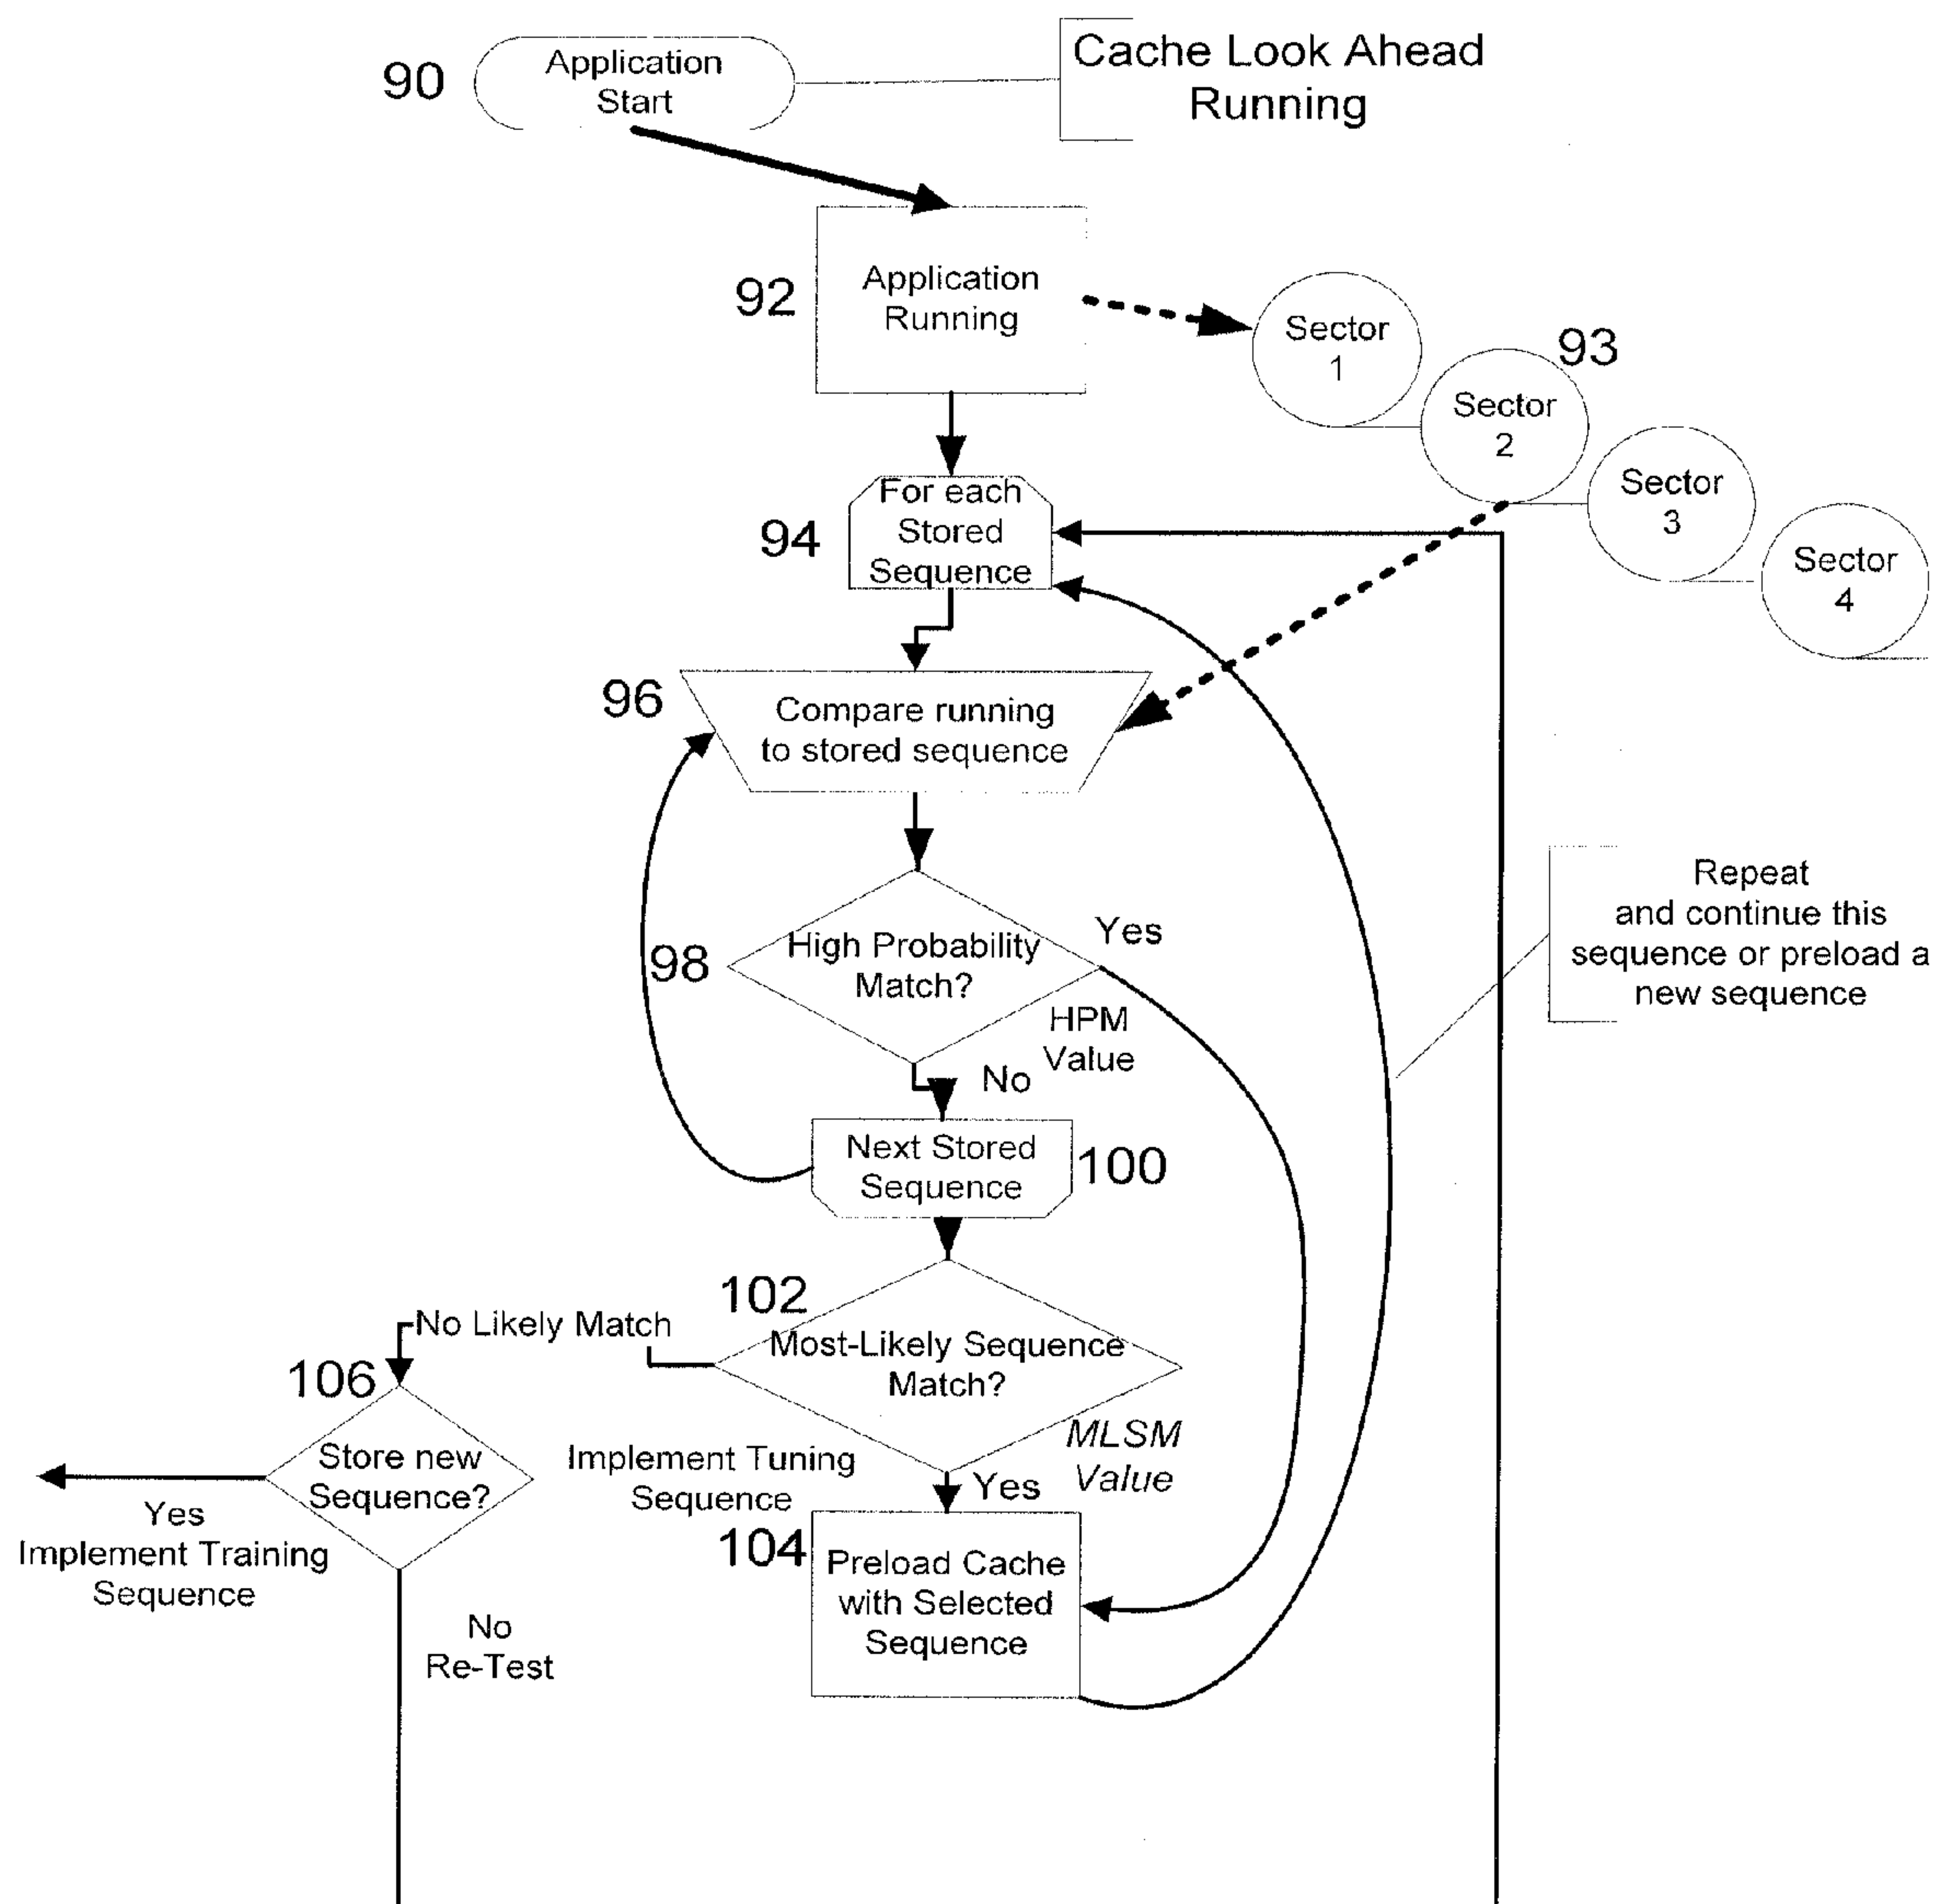 90
Application
Start
Cache Look Ahead
Running
92
Application
Running
Sector
1
93
Sector
2
Sector
3
Sector
4
94
For each
Stored
Sequence
96
Compare running
to stored sequence
Repeat
and continue this
sequence or preload a
new sequence
98
High Probability
Match?
Yes
HPM
Value
No
Next Stored
Sequence
100
102
No Likely Match
Most-Likely Sequence
Match?
MLSM
Value
106
Store new
Sequence?
Implement Tuning
Sequence
Yes
Yes
Implement Training
Sequence
104
Preload Cache
with Selected
Sequence
No
Re-Test